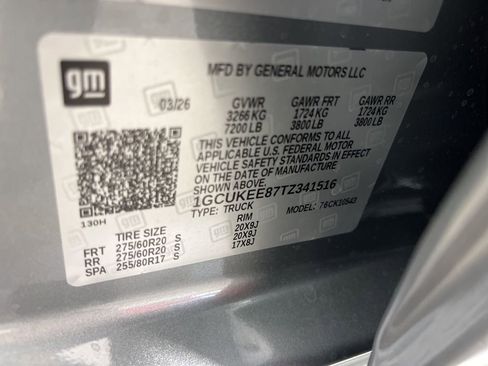 gm
MFD BY GENERAL MOTORS LLC
03/26 GVWR GAWR FRT GAWR RR
3266 KG 1724 KG 1724 KG
7200 LB 3800 LB 3800 LB
THIS VEHICLE CONFORMS TO ALL
APPLICABLE U.S. FEDERAL MOTOR
VEHICLE SAFETY STANDARDS IN EFFECT
ON THE DATE OF MANUFACTURE
SHOWN ABOVE.
1GCUKEE87TZ341516
TYPE: TRUCK MODEL: 76CK10543
130H
TIRE SIZE RIM
FRT 275/60R20 S 20X9J
RR 275/60R20 S 20X9J
SPA 255/80R17 S 17X8J